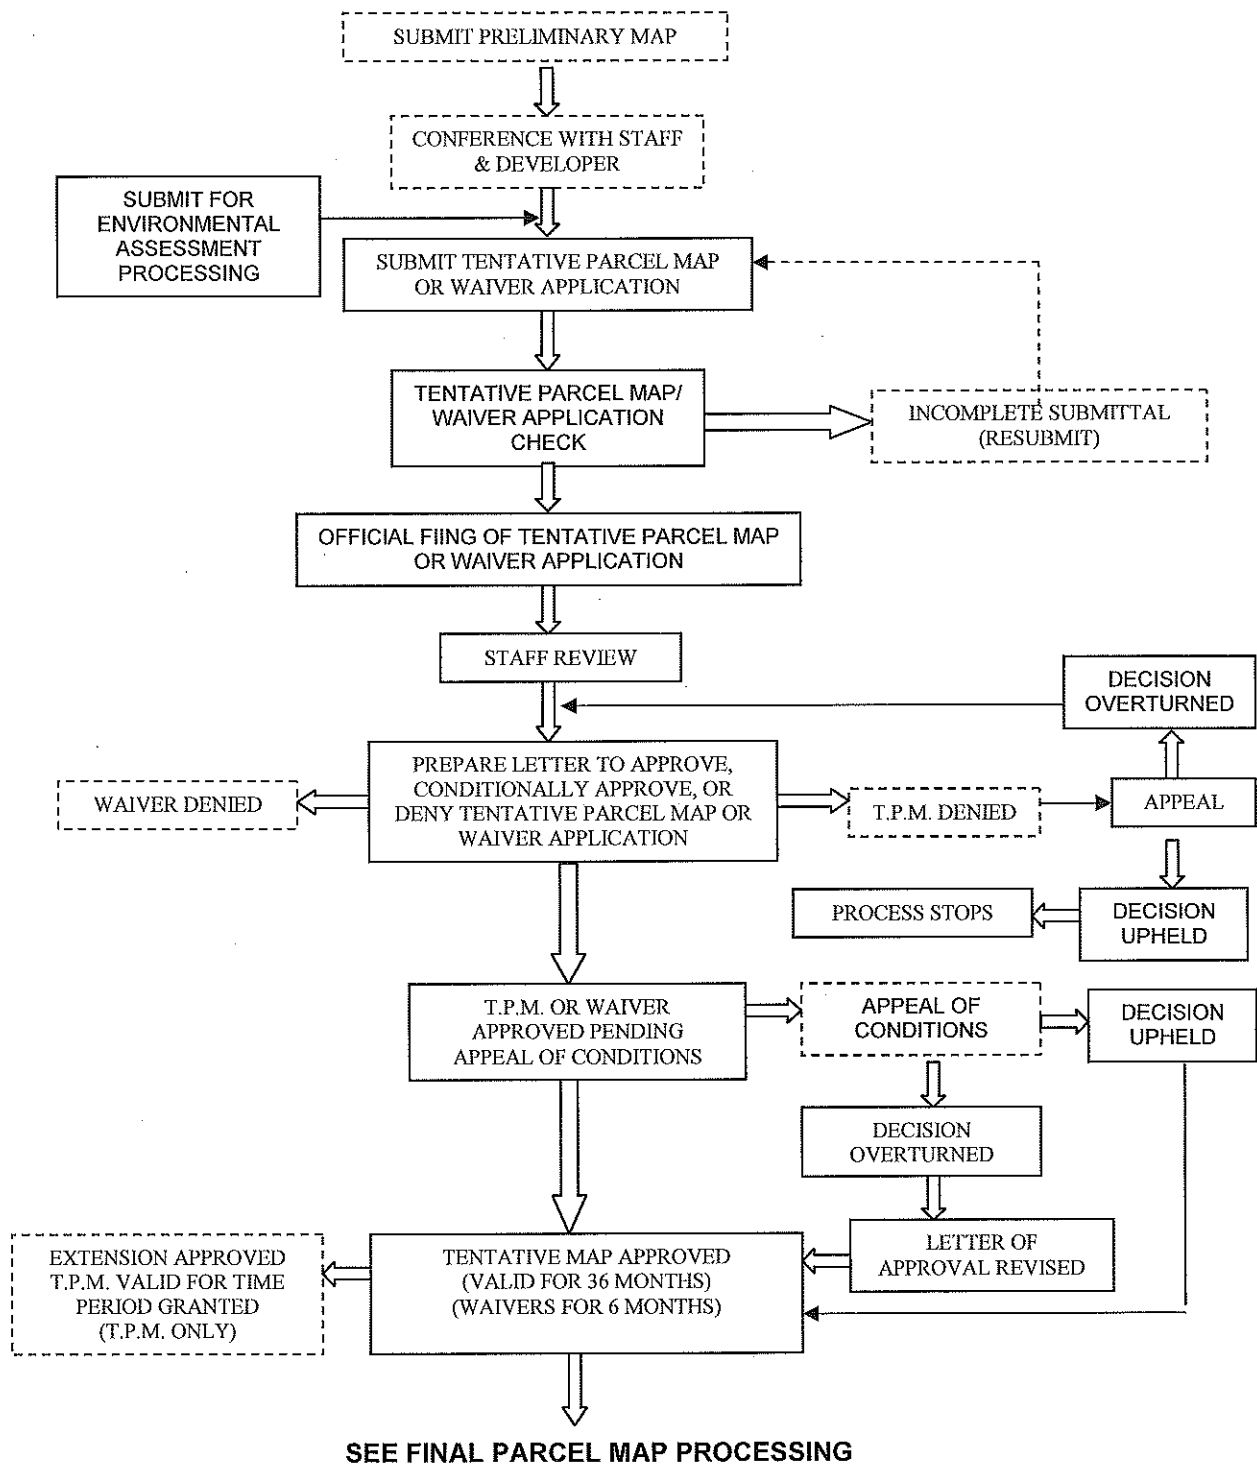 SUBMIT PRELIMINARY MAP
CONFERENCE WITH STAFF
& DEVELOPER
SUBMIT FOR
ENVIRONMENTAL
ASSESSMENT
PROCESSING
SUBMIT TENTATIVE PARCEL MAP
OR WAIVER APPLICATION
TENTATIVE PARCEL MAP/
WAIVER APPLICATION
CHECK
INCOMPLETE SUBMITTAL
(RESUBMIT)
OFFICIAL FIING OF TENTATIVE PARCEL MAP
OR WAIVER APPLICATION
STAFF REVIEW
DECISION
OVERTURNED
PREPARE LETTER TO APPROVE,
CONDITIONALLY APPROVE, OR
DENY TENTATIVE PARCEL MAP OR
WAIVER APPLICATION
WAIVER DENIED
T.P.M. DENIED
APPEAL
PROCESS STOPS
DECISION
UPHELD
T.P.M. OR WAIVER
APPROVED PENDING
APPEAL OF CONDITIONS
APPEAL OF
CONDITIONS
DECISION
UPHELD
DECISION
OVERTURNED
LETTER OF
APPROVAL REVISED
TENTATIVE MAP APPROVED
(VALID FOR 36 MONTHS)
(WAIVERS FOR 6 MONTHS)
EXTENSION APPROVED
T.P.M. VALID FOR TIME
PERIOD GRANTED
(T.P.M. ONLY)
SEE FINAL PARCEL MAP PROCESSING